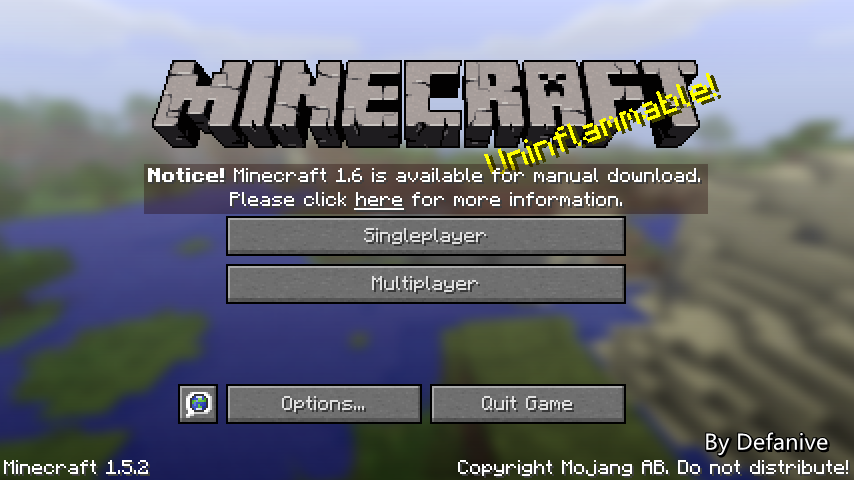 MINECRAFT
Uninflammable!
Notice! Minecraft 1.6 is available for manual download.
Please click here for more information.
Singleplayer
Multiplayer
Options...
Quit Game
By Defanive
Minecraft 1.5.2
Copyright Mojang AB. Do not distribute!